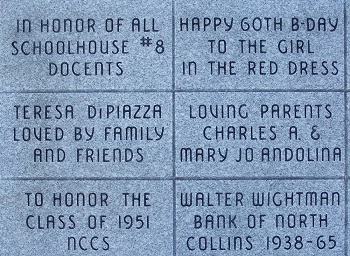 IN HONOR OF ALL
SCHOOLHOUSE #8
DOCENTS
HAPPY 60TH B-DAY
TO THE GIRL
IN THE RED DRESS
TERESA DiPIAZZA
LOVED BY FAMILY
AND FRIENDS
LOVING PARENTS
CHARLES A. &
MARY JO ANDOLINA
TO HONOR THE
CLASS OF 1951
NCCS
WALTER WIGHTMAN
BANK OF NORTH
COLLINS 1938-65